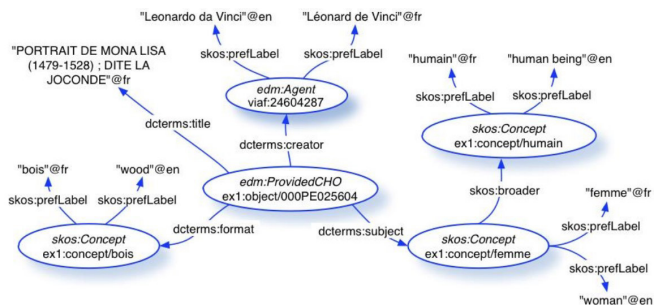 "Leonardo da Vinci"@en
"Léonard de Vinci"@fr
"PORTRAIT DE MONA LISA
(1479-1528) ; DITE LA
JOCONDE"@fr
skos:prefLabel
skos:prefLabel
"humain"@fr
"human being"@en
edm:Agent
viaf:24604287
skos:prefLabel
skos:prefLabel
dcterms:title
dcterms:creator
skos:Concept
ex1:concept/humain
"bois"@fr
"wood"@en
edm:ProvidedCHO
ex1:object/000PE025604
skos:broader
"femme"@fr
skos:prefLabel
skos:prefLabel
skos:prefLabel
dcterms:format
dcterms:subject
skos:Concept
ex1:concept/bois
skos:Concept
ex1:concept/femme
skos:prefLabel
"woman"@en